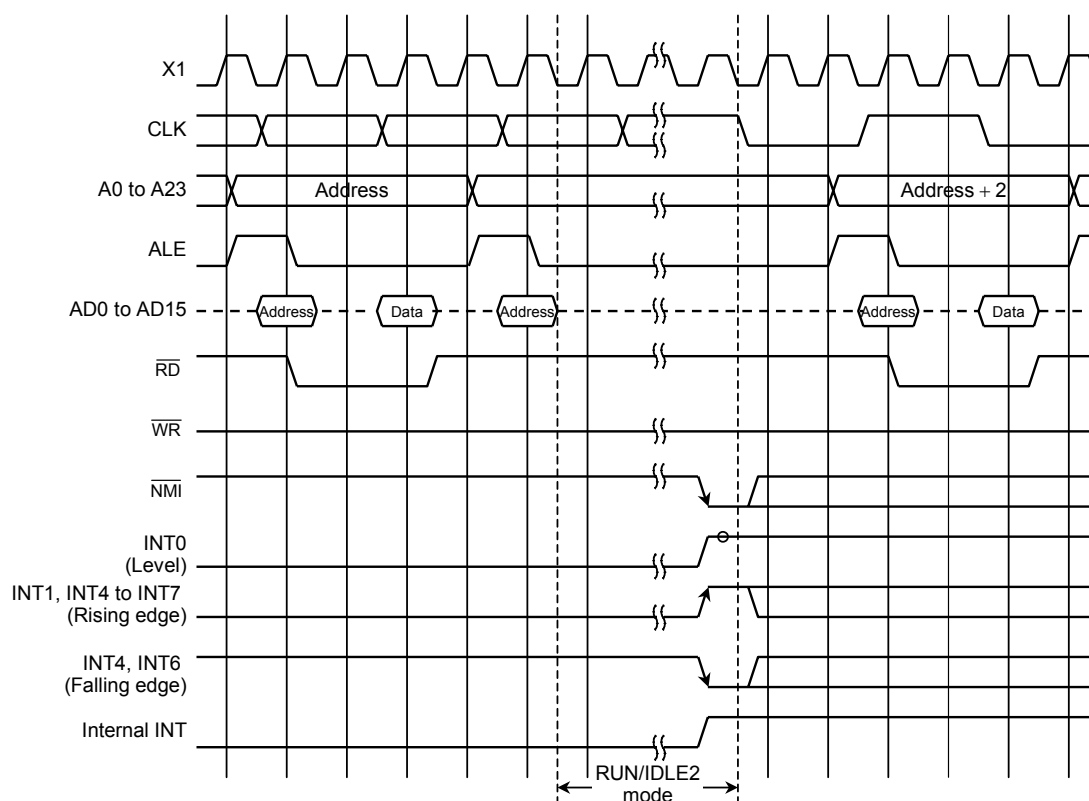 X1
CLK
A0 to A23 Address Address + 2
ALE
AD0 to AD15 Address Data Address Address Data
RD
WR
NMI
INT0
(Level)
INT1, INT4 to INT7
(Rising edge)
INT4, INT6
(Falling edge)
Internal INT
RUN/IDLE2
mode